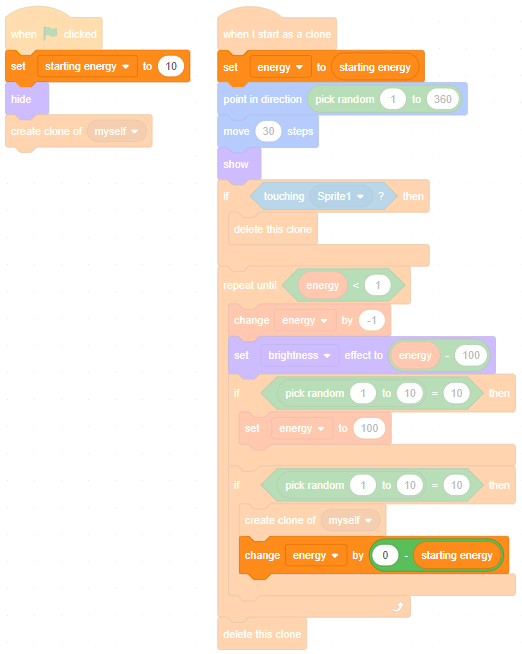 when clicked
set starting energy to 10
hide
create clone of myself
when I start as a clone
set energy to starting energy
point in direction pick random 1 to 360
move 30 steps
show
if touching Sprite1 ? then
delete this clone
repeat until energy < 1
change energy by -1
set brightness effect to energy - 100
if pick random 1 to 10 = 10 then
set energy to 100
if pick random 1 to 10 = 10 then
create clone of myself
change energy by 0 - starting energy
delete this clone